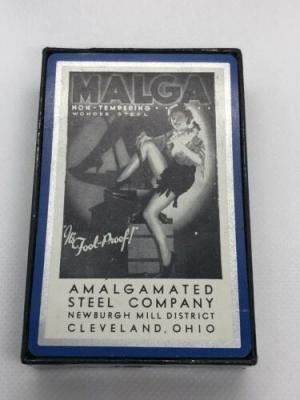 MALGA
NON-TEMPERING
WONDER STEEL
"It's Fool-Proof!"
AMALGAMATED
STEEL COMPANY
NEWBURGH MILL DISTRICT
CLEVELAND, OHIO